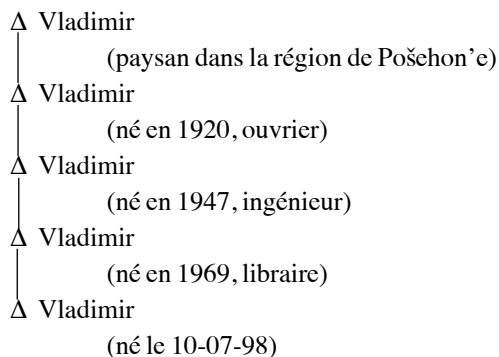 Δ Vladimir
(paysan dans la région de Pošehon’e)
Δ Vladimir
(né en 1920, ouvrier)
Δ Vladimir
(né en 1947, ingénieur)
Δ Vladimir
(né en 1969, libraire)
Δ Vladimir
(né le 10-07-98)